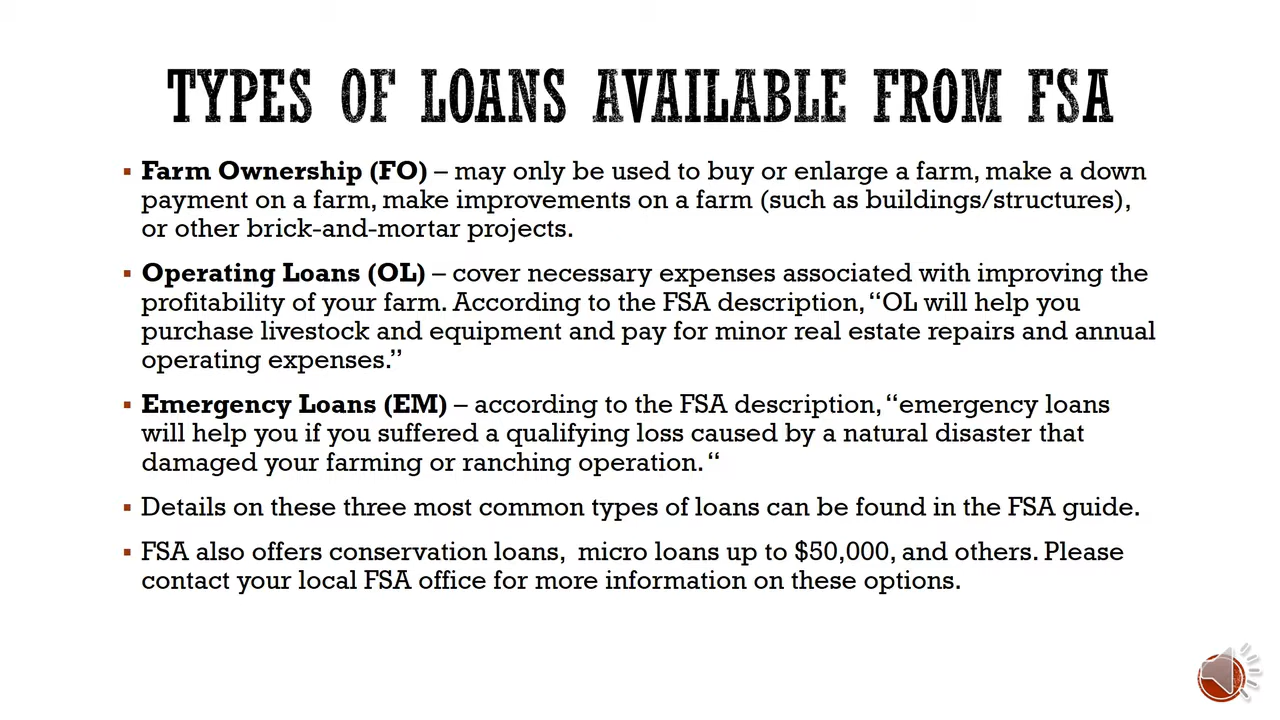 TYPES OF LOANS AVAILABLE FROM FSA
▪ Farm Ownership (FO) – may only be used to buy or enlarge a farm, make a down
payment on a farm, make improvements on a farm (such as buildings/structures),
or other brick-and-mortar projects.
▪ Operating Loans (OL) – cover necessary expenses associated with improving the
profitability of your farm. According to the FSA description, “OL will help you
purchase livestock and equipment and pay for minor real estate repairs and annual
operating expenses.”
▪ Emergency Loans (EM) – according to the FSA description, “emergency loans
will help you if you suffered a qualifying loss caused by a natural disaster that
damaged your farming or ranching operation. “
▪ Details on these three most common types of loans can be found in the FSA guide.
▪ FSA also offers conservation loans,  micro loans up to $50,000, and others. Please
contact your local FSA office for more information on these options.